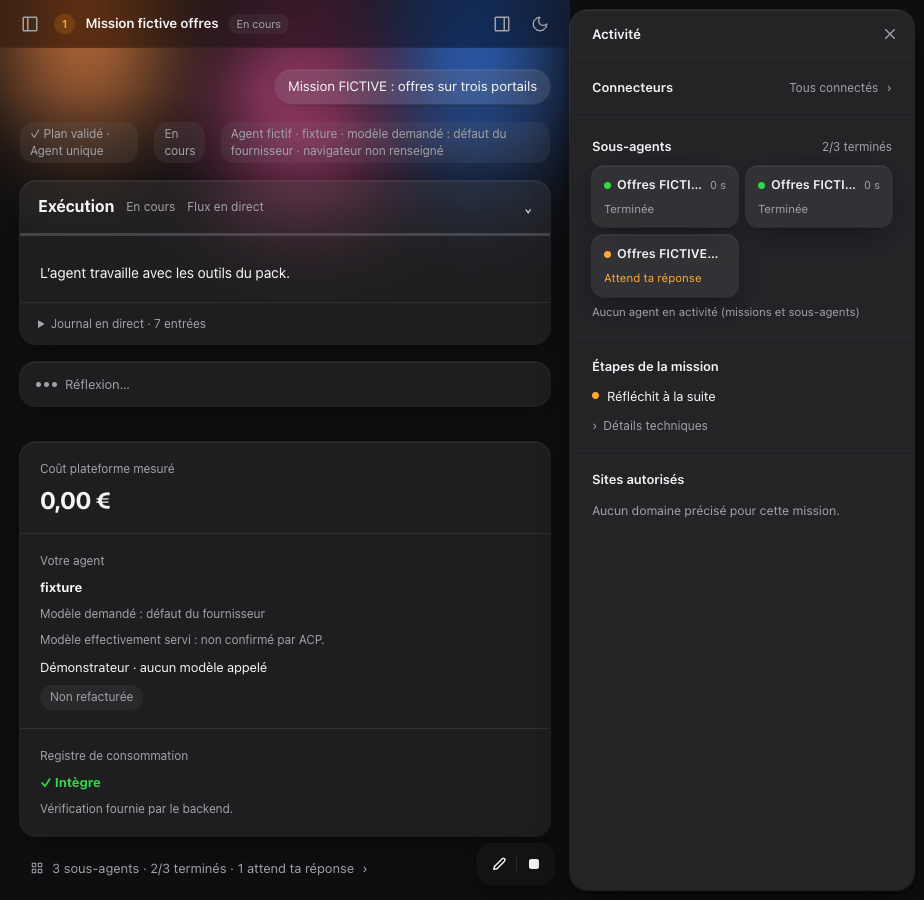 1 Mission fictive offres En cours
Mission FICTIVE : offres sur trois portails
✓ Plan validé ·
Agent unique
En
cours
Agent fictif · fixture · modèle demandé : défaut du
fournisseur · navigateur non renseigné
Exécution En cours Flux en direct
L’agent travaille avec les outils du pack.
Journal en direct · 7 entrées
Réflexion…
Coût plateforme mesuré
0,00 €
Votre agent
fixture
Modèle demandé : défaut du fournisseur
Modèle effectivement servi : non confirmé par ACP.
Démonstrateur · aucun modèle appelé
Non refacturée
Registre de consommation
✓ Intègre
Vérification fournie par le backend.
3 sous-agents · 2/3 terminés · 1 attend ta réponse ›
Activité
Connecteurs Tous connectés ›
Sous-agents 2/3 terminés
Offres FICTI… 0 s
Terminée
Offres FICTI… 0 s
Terminée
Offres FICTIVE…
Attend ta réponse
Aucun agent en activité (missions et sous-agents)
Étapes de la mission
Réfléchit à la suite
› Détails techniques
Sites autorisés
Aucun domaine précisé pour cette mission.